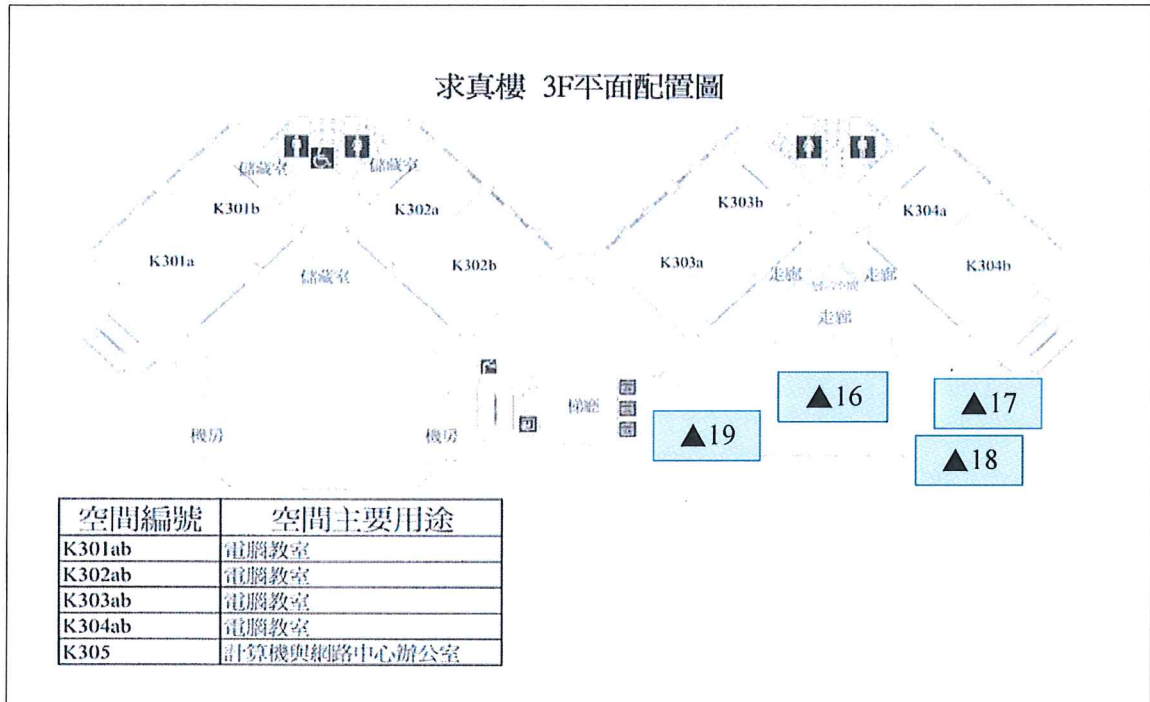 求真樓 3F平面配置圖
儲藏室
儲藏室
K301b
K302a
K303b
K304a
K301a
儲藏室
K302b
K303a
走廊
走廊
K304b
走廊
▲16
▲17
梯廳
▲19
機房
機房
▲18
空間編號 空間主要用途
K301ab 電腦教室
K302ab 電腦教室
K303ab 電腦教室
K304ab 電腦教室
K305 計算機與網路中心辦公室